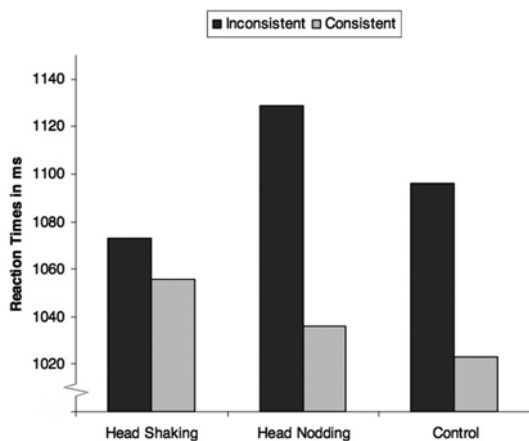 Inconsistent Consistent
Reaction Times in ms
1140
1120
1100
1080
1060
1040
1020
Head Shaking Head Nodding Control